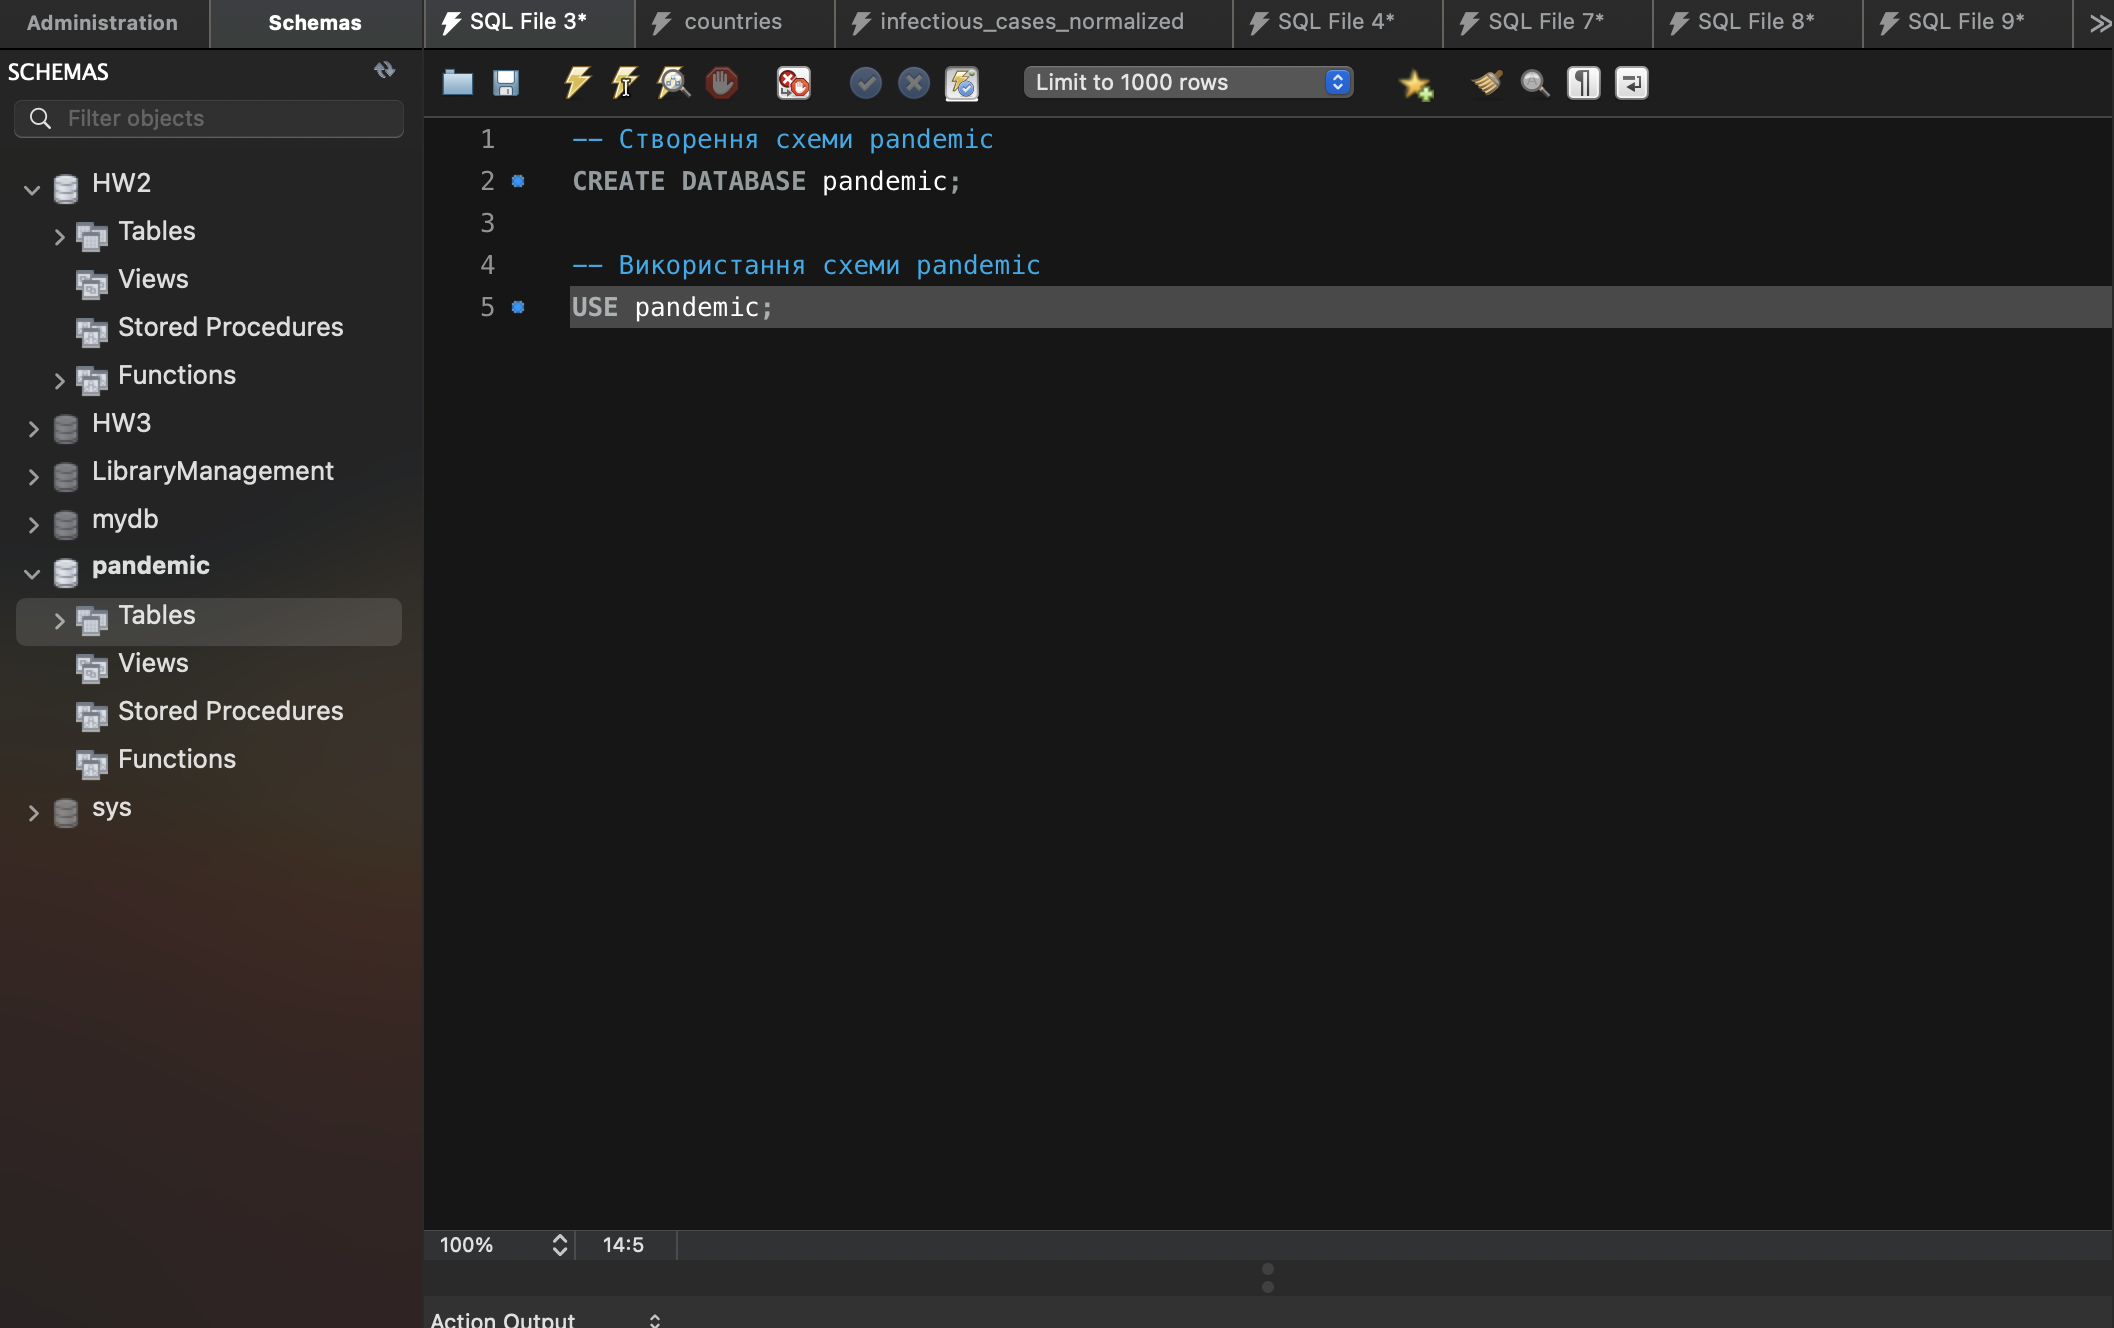 Administration
Schemas
SQL File 3*
countries
infectious_cases_normalized
SQL File 4*
SQL File 7*
SQL File 8*
SQL File 9*
SCHEMAS
Filter objects
HW2
Tables
Views
Stored Procedures
Functions
HW3
LibraryManagement
mydb
pandemic
Tables
Views
Stored Procedures
Functions
sys
Limit to 1000 rows
1 -- Створення схеми pandemic
2 CREATE DATABASE pandemic;
3
4 -- Використання схеми pandemic
5 USE pandemic;
100%
14:5
Action Output